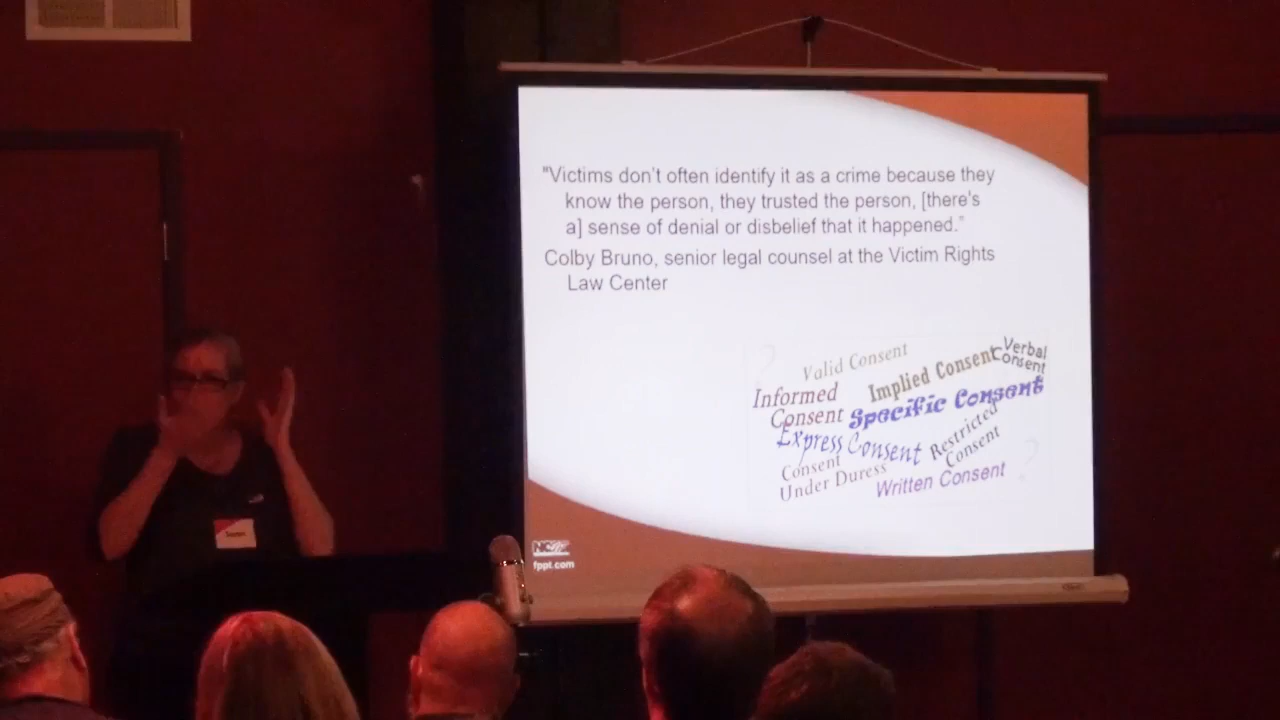 "Victims don't often identify it as a crime because they
know the person, they trusted the person, [there's
a] sense of denial or disbelief that it happened."
Colby Bruno, senior legal counsel at the Victim Rights
Law Center
Valid Consent
Implied Consent
Verbal
Consent
Informed
Consent
Specific Consent
Express Consent
Restricted
Consent
Consent
Under Duress
Written Consent
fppt.com